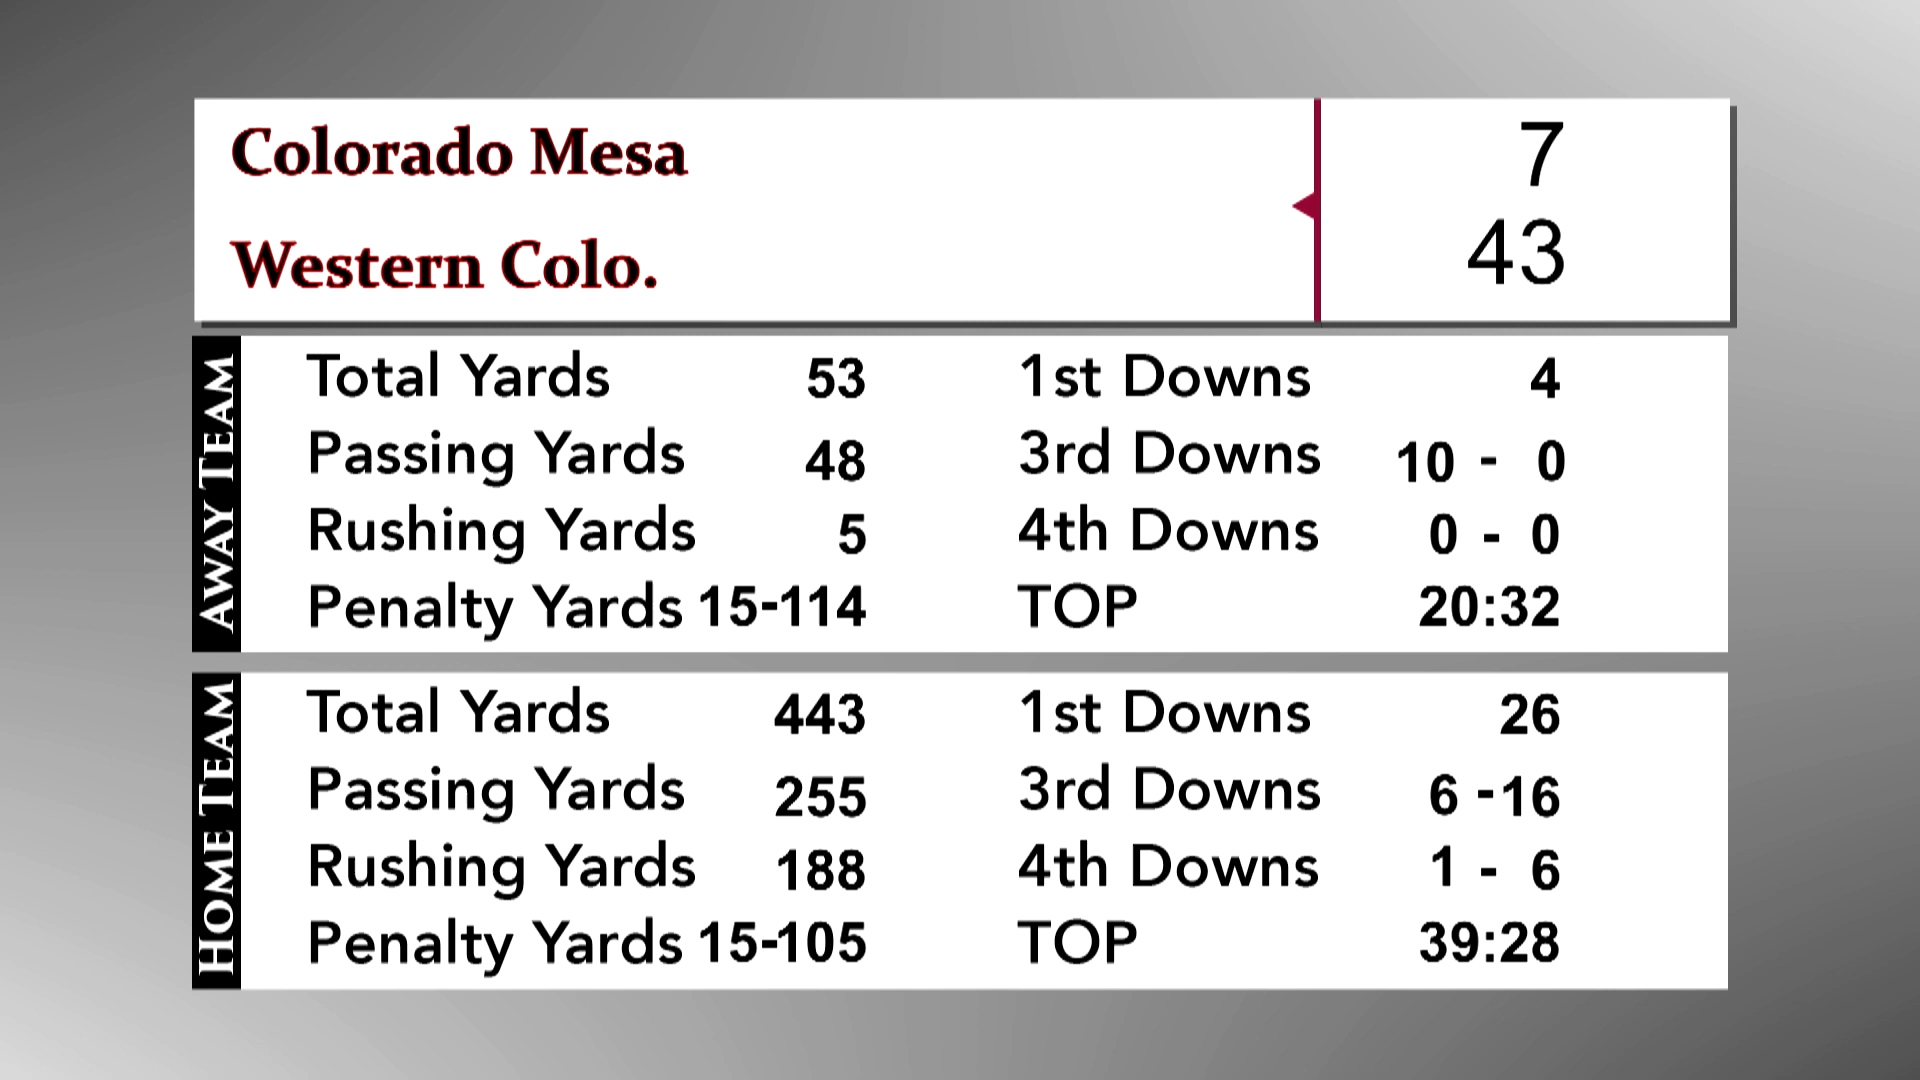 Colorado Mesa 7
Western Colo. 43
AWAY TEAM
Total Yards 53 1st Downs 4
Passing Yards 48 3rd Downs 10 - 0
Rushing Yards 5 4th Downs 0 - 0
Penalty Yards 15-114 TOP 20:32
HOME TEAM
Total Yards 443 1st Downs 26
Passing Yards 255 3rd Downs 6 -16
Rushing Yards 188 4th Downs 1 - 6
Penalty Yards 15-105 TOP 39:28